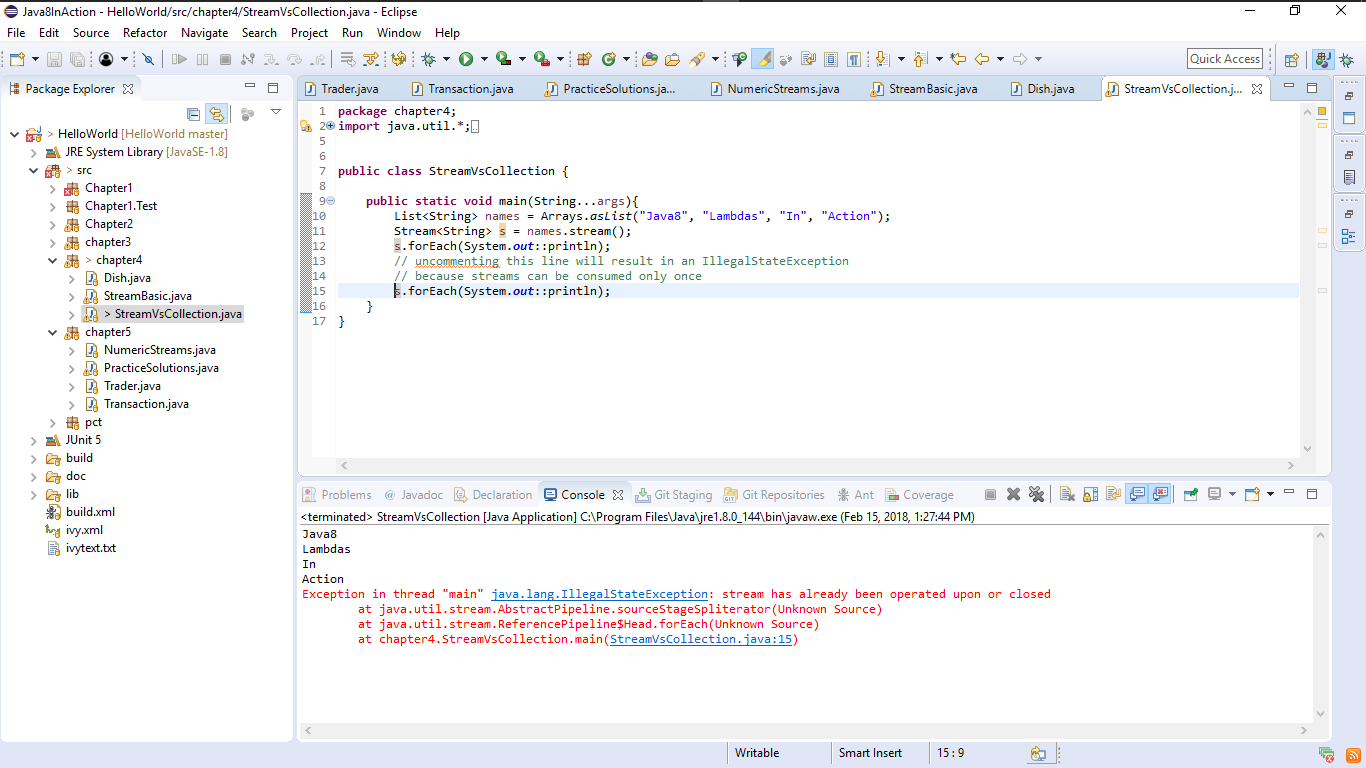 Java8InAction - HelloWorld/src/chapter4/StreamVsCollection.java - Eclipse
File Edit Source Refactor Navigate Search Project Run Window Help
Quick Access
Package Explorer
> HelloWorld [HelloWorld master]
JRE System Library [JavaSE-1.8]
> src
Chapter1
Chapter1.Test
Chapter2
chapter3
> chapter4
Dish.java
StreamBasic.java
> StreamVsCollection.java
chapter5
NumericStreams.java
PracticeSolutions.java
Trader.java
Transaction.java
pct
JUnit 5
build
doc
lib
build.xml
ivy.xml
ivytext.txt
Trader.java Transaction.java PracticeSolutions.ja... NumericStreams.java StreamBasic.java Dish.java StreamVsCollection.j...
1 package chapter4;
2 import java.util.*;
5
6
7 public class StreamVsCollection {
8
9 public static void main(String...args){
10 List<String> names = Arrays.asList("Java8", "Lambdas", "In", "Action");
11 Stream<String> s = names.stream();
12 s.forEach(System.out::println);
13 // uncommenting this line will result in an IllegalStateException
14 // because streams can be consumed only once
15 s.forEach(System.out::println);
16 }
17 }
Problems @ Javadoc Declaration Console Git Staging Git Repositories Ant Coverage
<terminated> StreamVsCollection [Java Application] C:\Program Files\Java\jre1.8.0_144\bin\javaw.exe (Feb 15, 2018, 1:27:44 PM)
Java8
Lambdas
In
Action
Exception in thread "main" java.lang.IllegalStateException: stream has already been operated upon or closed
at java.util.stream.AbstractPipeline.sourceStageSpliterator(Unknown Source)
at java.util.stream.ReferencePipeline$Head.forEach(Unknown Source)
at chapter4.StreamVsCollection.main(StreamVsCollection.java:15)
Writable Smart Insert 15 : 9